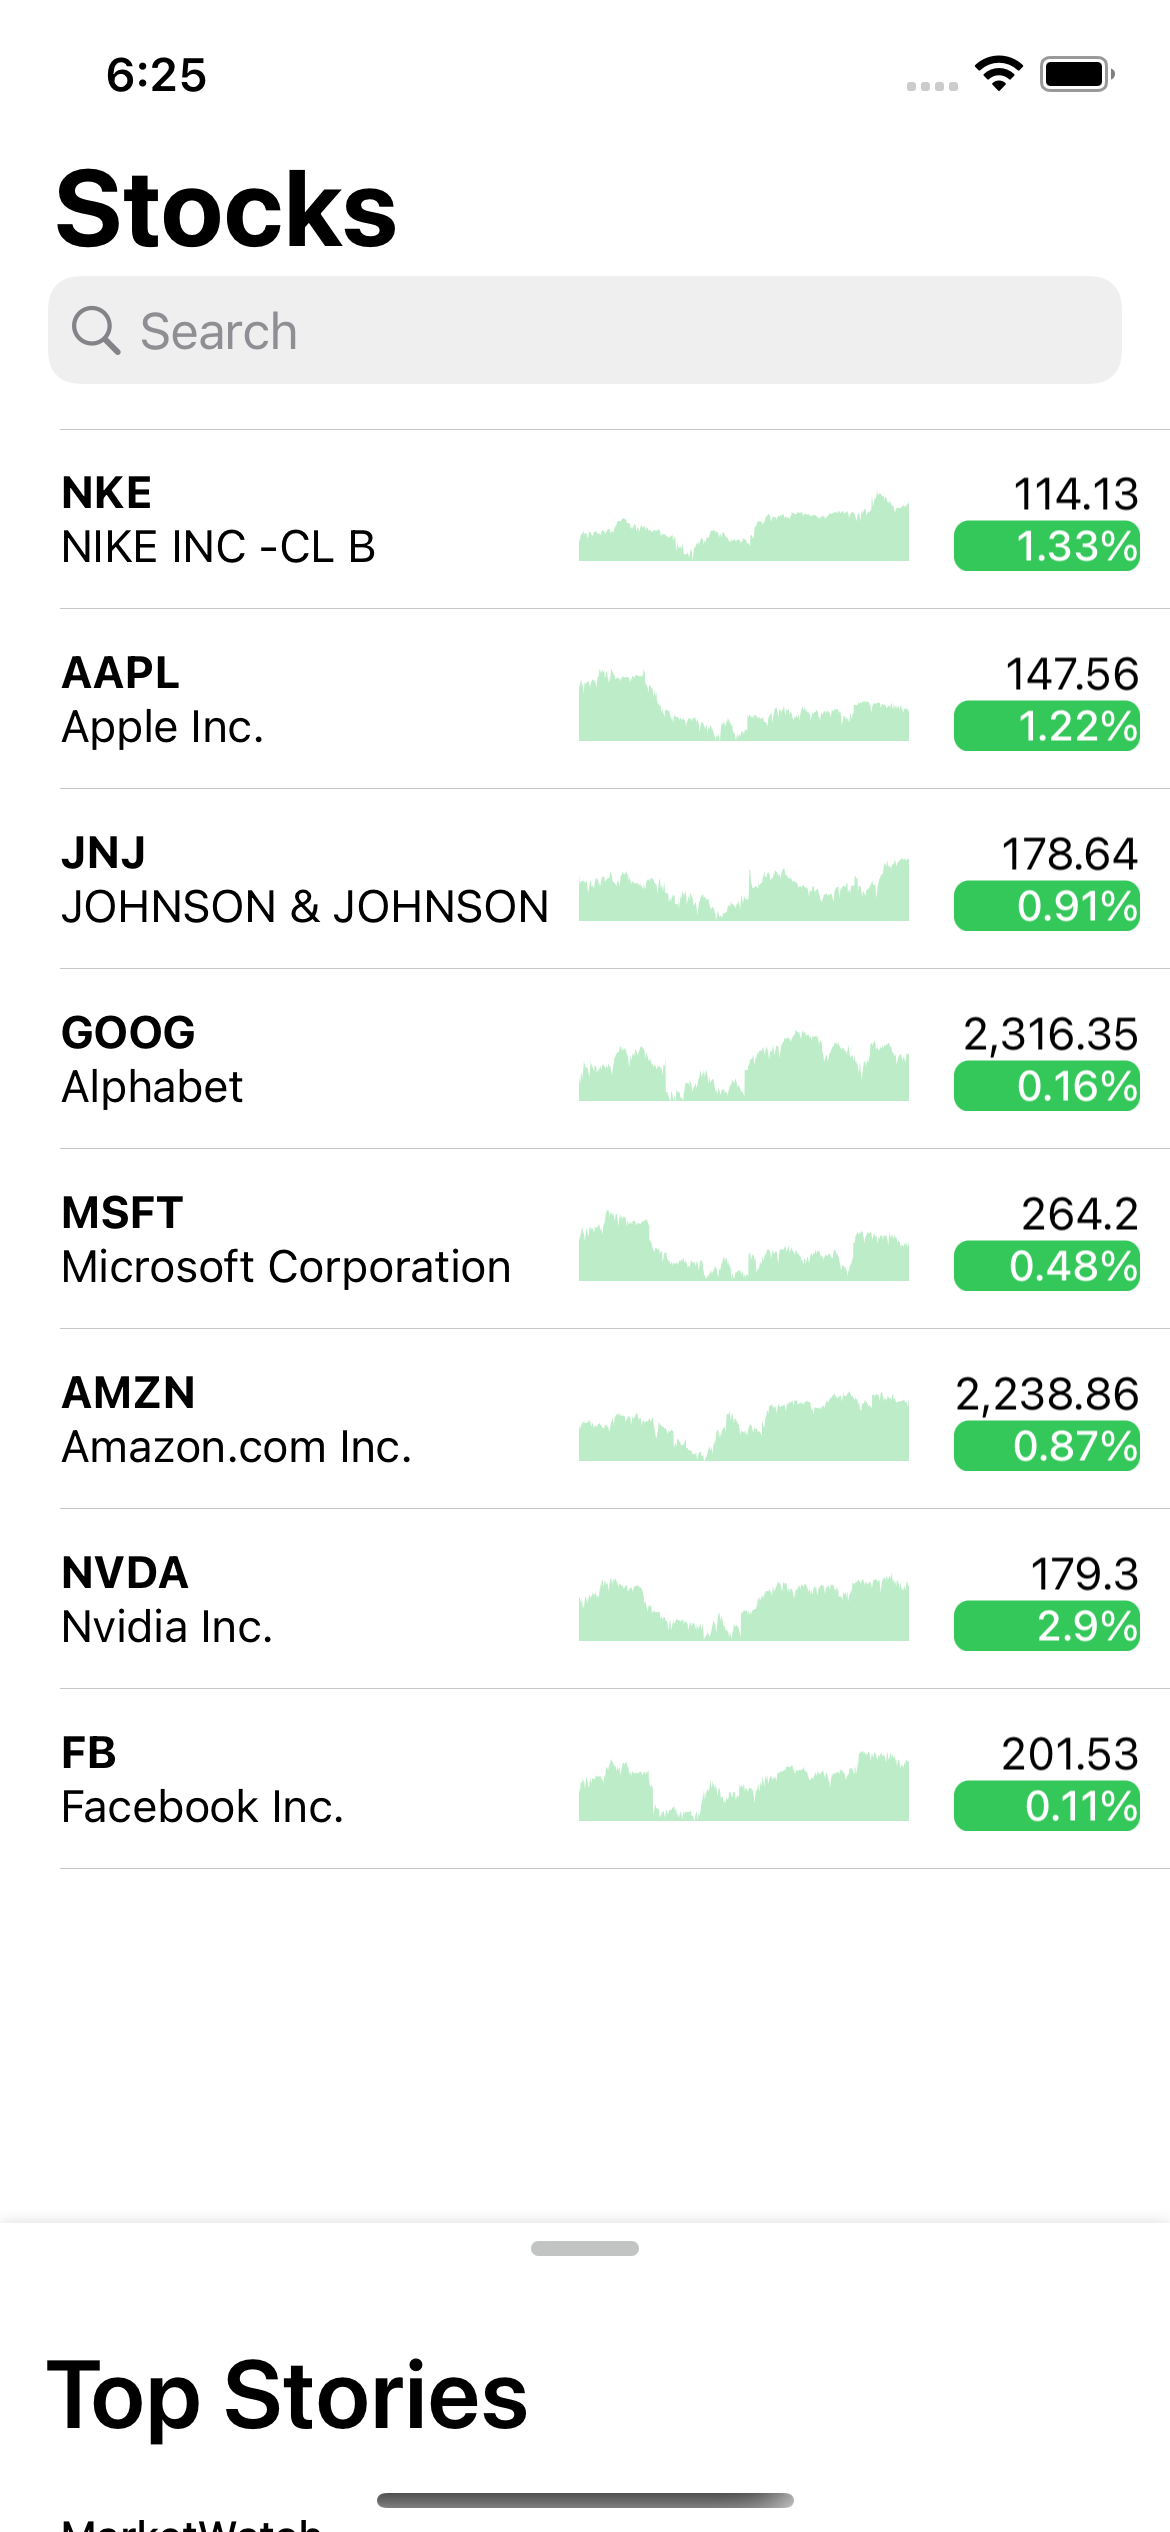 6:25
Stocks
Search
NKE
114.13
NIKE INC -CL B
1.33%
AAPL
147.56
Apple Inc.
1.22%
JNJ
178.64
JOHNSON & JOHNSON
0.91%
GOOG
2,316.35
Alphabet
0.16%
MSFT
264.2
Microsoft Corporation
0.48%
AMZN
2,238.86
Amazon.com Inc.
0.87%
NVDA
179.3
Nvidia Inc.
2.9%
FB
201.53
Facebook Inc.
0.11%
Top Stories
MarketWatch